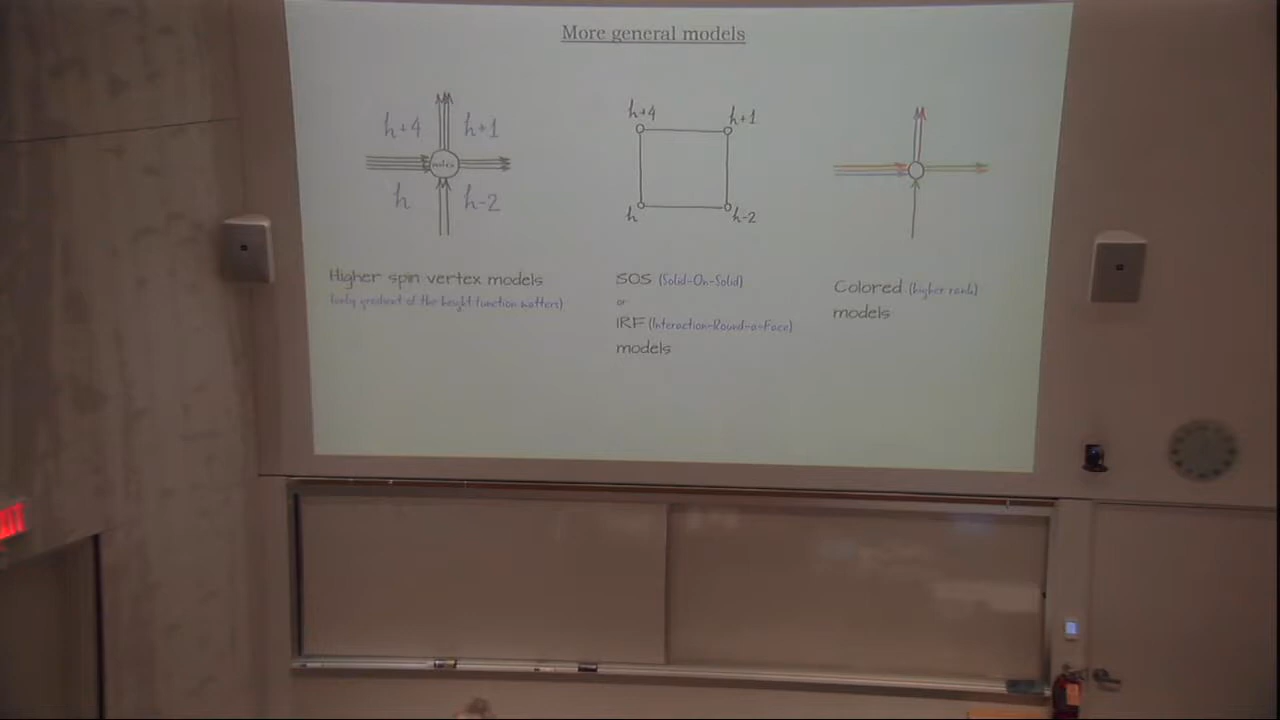 More general models
h+4 h+1
h h-2
h+4 h+1
h h-2
Higher spin vertex models
(only gradient of the height function matters)
SOS (Solid-On-Solid)
or
IRF (Interaction-Round-a-Face)
models
Colored (higher rank)
models